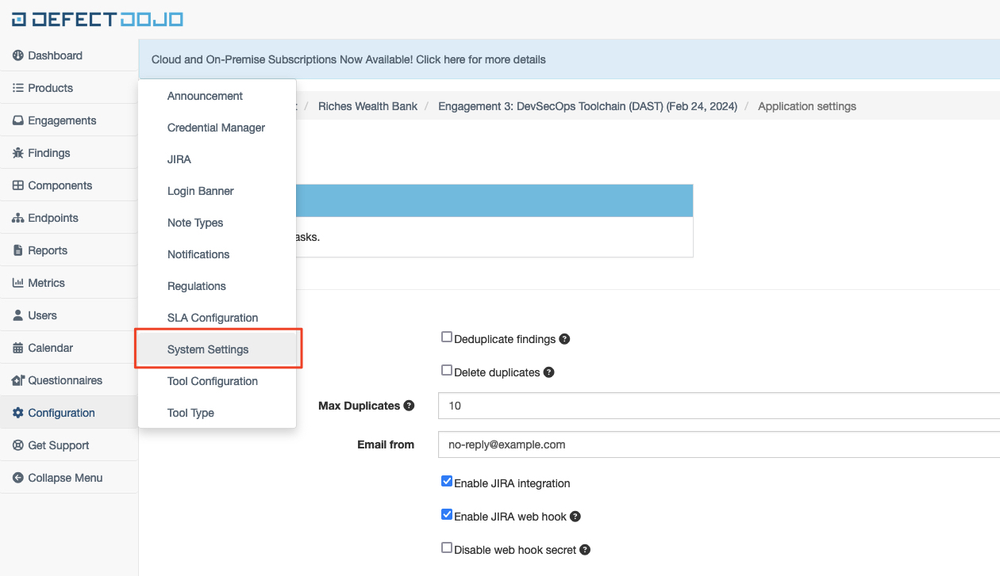 DEFECTDOJO
Dashboard
Products
Engagements
Findings
Components
Endpoints
Reports
Metrics
Users
Calendar
Questionnaires
Configuration
Get Support
Collapse Menu
Cloud and On-Premise Subscriptions Now Available! Click here for more details
Announcement
Credential Manager
JIRA
Login Banner
Note Types
Notifications
Regulations
SLA Configuration
System Settings
Tool Configuration
Tool Type
/ Riches Wealth Bank / Engagement 3: DevSecOps Toolchain (DAST) (Feb 24, 2024) / Application settings
asks.
Deduplicate findings ?
Delete duplicates ?
Max Duplicates ? 10
Email from no-reply@example.com
Enable JIRA integration
Enable JIRA web hook ?
Disable web hook secret ?